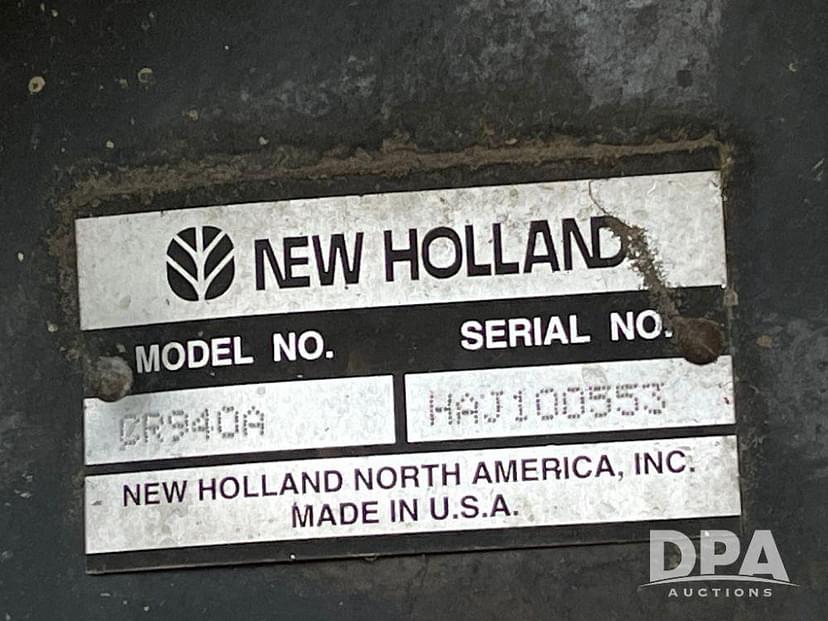 NEW HOLLAND
MODEL NO. SERIAL NO.
CR940A HAJ100553
NEW HOLLAND NORTH AMERICA, INC.
MADE IN U.S.A.
DPA
AUCTIONS